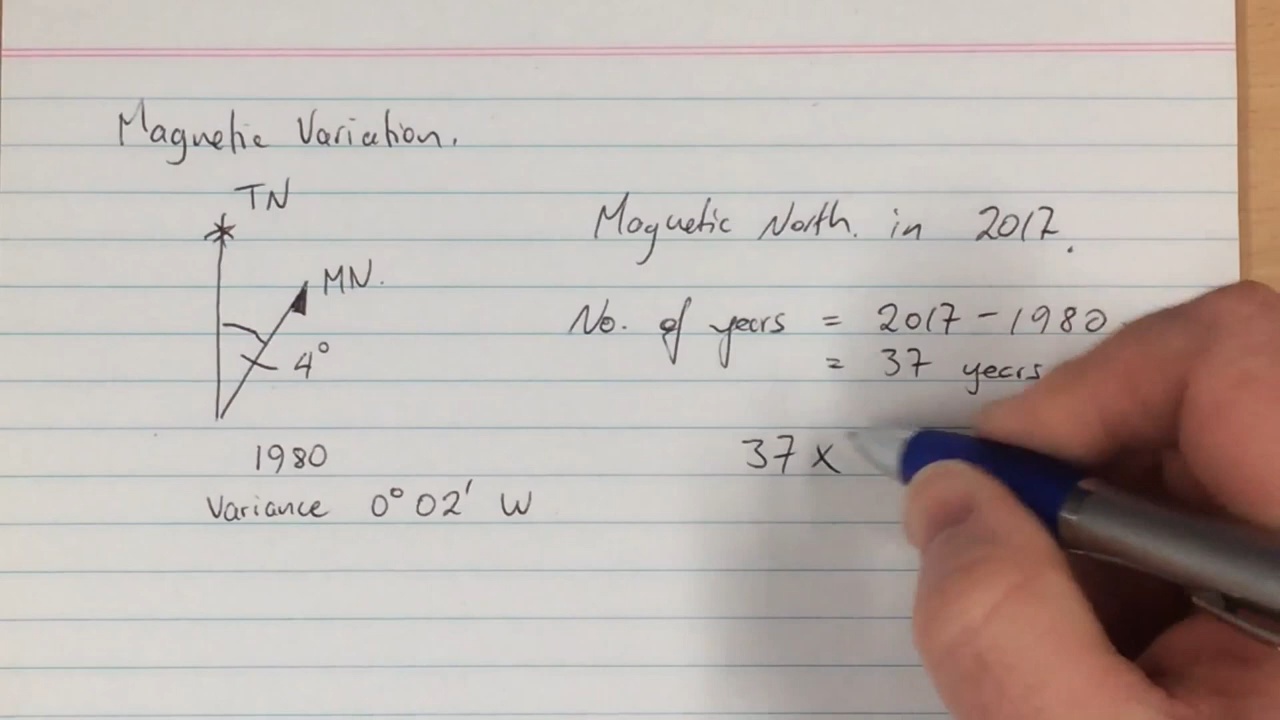 Magnetic Variation.
TN
MN.
4°
1980
Variance 0° 02' W
Magnetic North. in 2017.
No. of years = 2017 - 1980
= 37 years
37 x